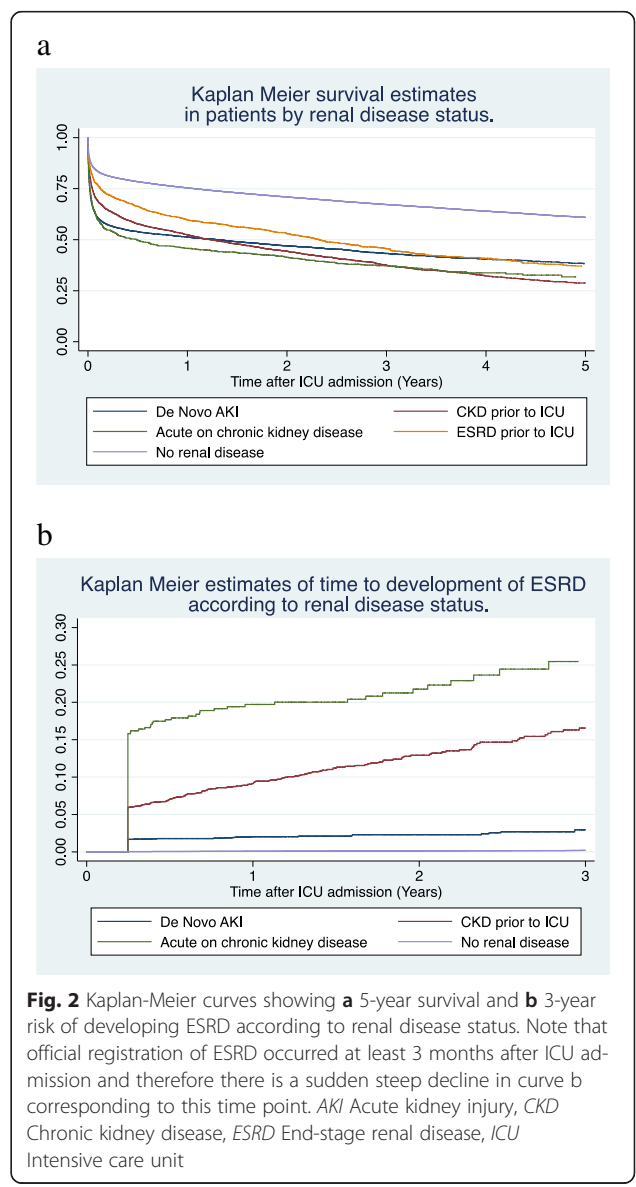 a
Kaplan Meier survival estimates
in patients by renal disease status.
1.00
0.75
0.50
0.25
0.00
0 1 2 3 4 5
Time after ICU admission (Years)
De Novo AKI CKD prior to ICU
Acute on chronic kidney disease ESRD prior to ICU
No renal disease
b
Kaplan Meier estimates of time to development of ESRD
according to renal disease status.
0.30
0.25
0.20
0.15
0.10
0.05
0.00
0 1 2 3
Time after ICU admission (Years)
De Novo AKI CKD prior to ICU
Acute on chronic kidney disease No renal disease
Fig. 2 Kaplan-Meier curves showing a 5-year survival and b 3-year
risk of developing ESRD according to renal disease status. Note that
official registration of ESRD occurred at least 3 months after ICU ad-
mission and therefore there is a sudden steep decline in curve b
corresponding to this time point. AKI Acute kidney injury, CKD
Chronic kidney disease, ESRD End-stage renal disease, ICU
Intensive care unit